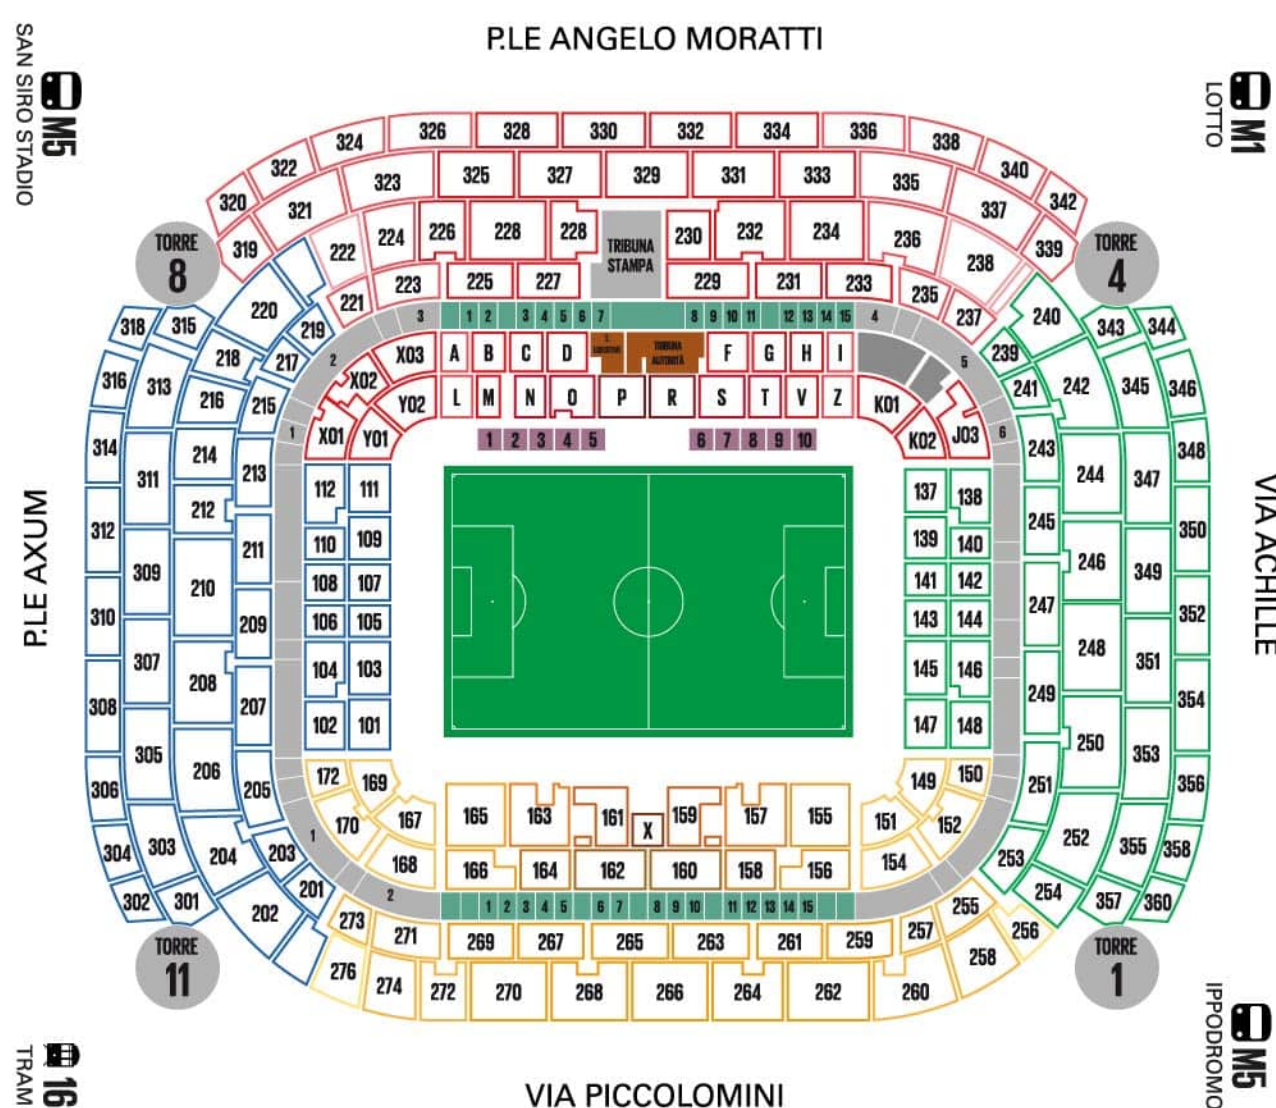 P.LE ANGELO MORATTI
SAN SIRO STADIO
M5
LOTTO
M1
326 328 330 332 334 336
324 338
322 340
320 342
325 327 329 331 333
323 335
321 337
319 339
TORRE 8
TORRE 4
222 224 226 228 228 TRIBUNA STAMPA 230 232 234 236 238
221 223 225 227 229 231 233 235 237
3 1 2 3 4 5 6 7 8 9 10 11 12 13 14 15 4
X03 A B C D TRIBUNA AUTORITÀ F G H I
X02 Y02 L M N O P R S T V Z K01
X01 Y01 K02 J03
1 2 3 4 5 6 7 8 9 10
2 1 5 6
220 219 218 217 216 215 214 213 212 211 210 209 208 207 206 205 204 203 202 201
318 315 316 313 314 311 312 309 310 307 308 305 306 303 304 301 302
112 111
110 109
108 107
106 105
104 103
102 101
137 138
139 140
141 142
143 144
145 146
147 148
240 239 241 242 243 244 245 246 247 248 249 250 251 252 253 254
343 344 345 346 347 348 349 350 351 352 353 354 355 356 357 358 360
P.LE AXUM
VIA ACHILLE
172 169 149 150
170 167 165 163 161 X 159 157 155 151 152
168 166 164 162 160 158 156 154
1 2
1 2 3 4 5 6 7 8 9 10 11 12 13 14 15
273 271 269 267 265 263 261 259 257 255
276 274 272 270 268 266 264 262 260 258 256
TORRE 11
TORRE 1
TRAM
16
IPPODROMO
M5
VIA PICCOLOMINI